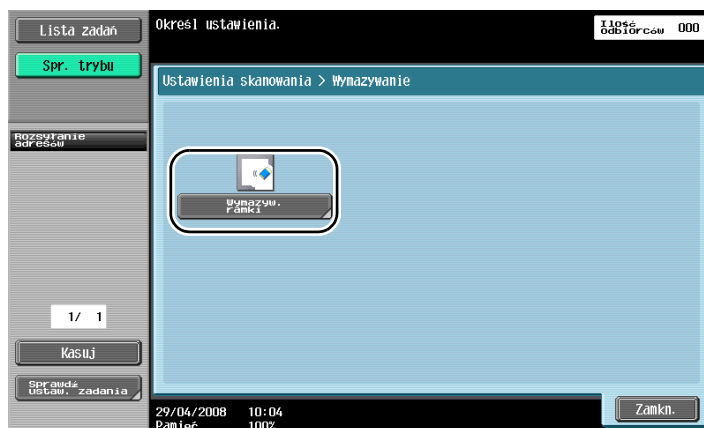 Lista zadań
Spr. trybu
Rozsyłanie
adresów
1/ 1
Kasuj
Sprawdź
ustaw. zadania
Określ ustawienia.
Ilość
odbiorców 000
Ustawienia skanowania > Wymazywanie
Wymazyw.
ramki
29/04/2008 10:04
Pamięć 100%
Zamkn.